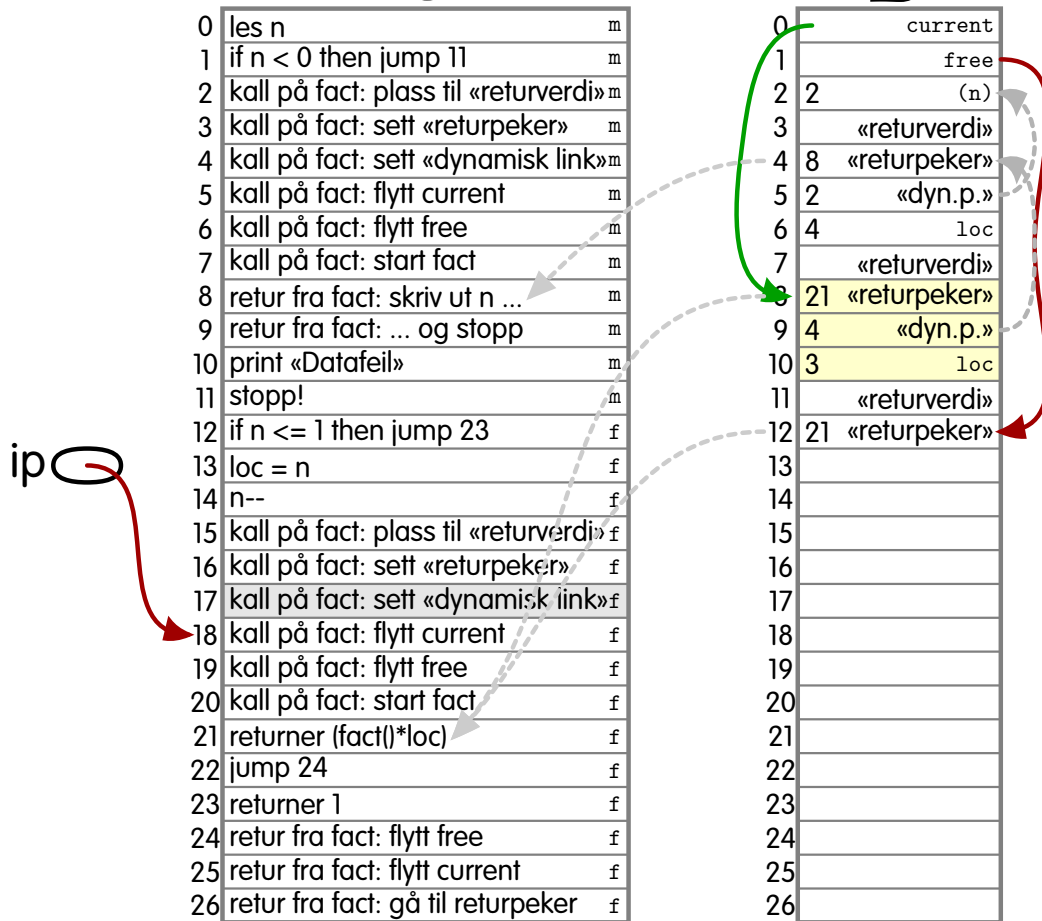 0 les n m
1 if n < 0 then jump 11 m
2 kall på fact: plass til «returverdi» m
3 kall på fact: sett «returpeker» m
4 kall på fact: sett «dynamisk link» m
5 kall på fact: flytt current m
6 kall på fact: flytt free m
7 kall på fact: start fact m
8 retur fra fact: skriv ut n ... m
9 retur fra fact: ... og stopp m
10 print «Datafeil» m
11 stopp! m
12 if n <= 1 then jump 23 f
ip
13 loc = n f
14 n-- f
15 kall på fact: plass til «returverdi» f
16 kall på fact: sett «returpeker» f
17 kall på fact: sett «dynamisk link» f
18 kall på fact: flytt current f
19 kall på fact: flytt free f
20 kall på fact: start fact f
21 returner (fact()*loc) f
22 jump 24 f
23 returner 1 f
24 retur fra fact: flytt free f
25 retur fra fact: flytt current f
26 retur fra fact: gå til returpeker f
0 current
1 free
2 2 (n)
3 «returverdi»
4 8 «returpeker»
5 2 «dyn.p.»
6 4 loc
7 «returverdi»
8 21 «returpeker»
9 4 «dyn.p.»
10 3 loc
11 «returverdi»
12 21 «returpeker»
13
14
15
16
17
18
19
20
21
22
23
24
25
26